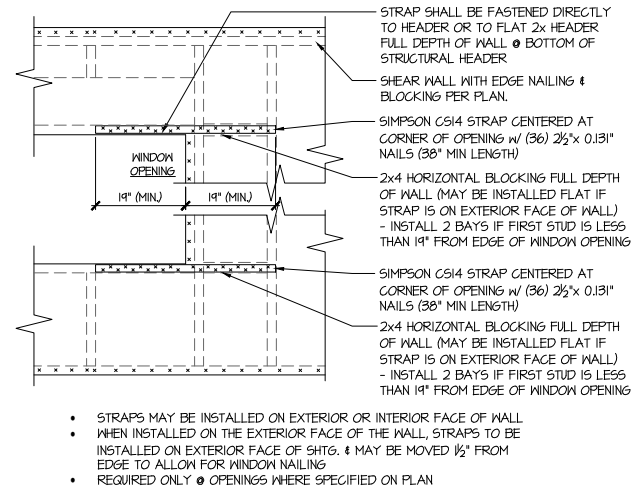 STRAP SHALL BE FASTENED DIRECTLY
TO HEADER OR TO FLAT 2x HEADER
FULL DEPTH OF WALL @ BOTTOM OF
STRUCTURAL HEADER
SHEAR WALL WITH EDGE NAILING &
BLOCKING PER PLAN.
SIMPSON CS14 STRAP CENTERED AT
CORNER OF OPENING w/ (36) 2½"x 0.131"
NAILS (38" MIN LENGTH)
WINDOW
OPENING
19" (MIN.)
19" (MIN.)
2x4 HORIZONTAL BLOCKING FULL DEPTH
OF WALL (MAY BE INSTALLED FLAT IF
STRAP IS ON EXTERIOR FACE OF WALL)
- INSTALL 2 BAYS IF FIRST STUD IS LESS
THAN 19" FROM EDGE OF WINDOW OPENING
SIMPSON CS14 STRAP CENTERED AT
CORNER OF OPENING w/ (36) 2½"x 0.131"
NAILS (38" MIN LENGTH)
2x4 HORIZONTAL BLOCKING FULL DEPTH
OF WALL (MAY BE INSTALLED FLAT IF
STRAP IS ON EXTERIOR FACE OF WALL)
- INSTALL 2 BAYS IF FIRST STUD IS LESS
THAN 19" FROM EDGE OF WINDOW OPENING
• STRAPS MAY BE INSTALLED ON EXTERIOR OR INTERIOR FACE OF WALL
• WHEN INSTALLED ON THE EXTERIOR FACE OF THE WALL, STRAPS TO BE
INSTALLED ON EXTERIOR FACE OF SHTG. & MAY BE MOVED 1½" FROM
EDGE TO ALLOW FOR WINDOW NAILING
• REQUIRED ONLY @ OPENINGS WHERE SPECIFIED ON PLAN